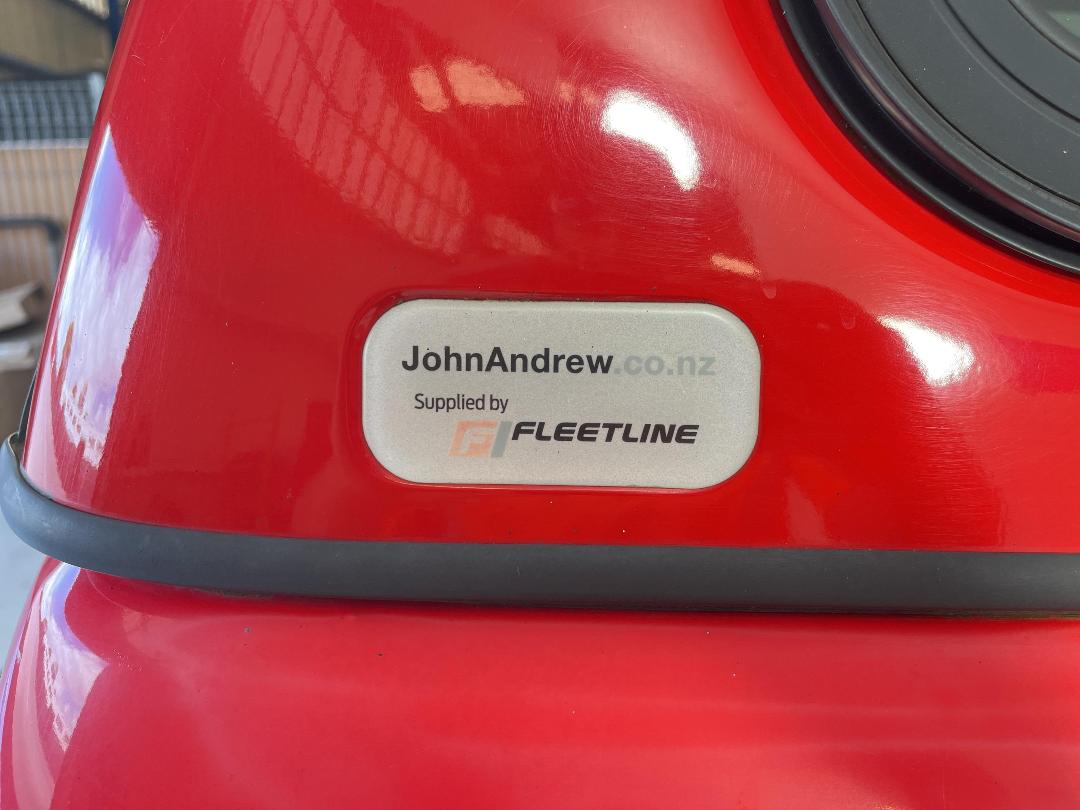 JohnAndrew.co.nz
Supplied by
F FLEETLINE